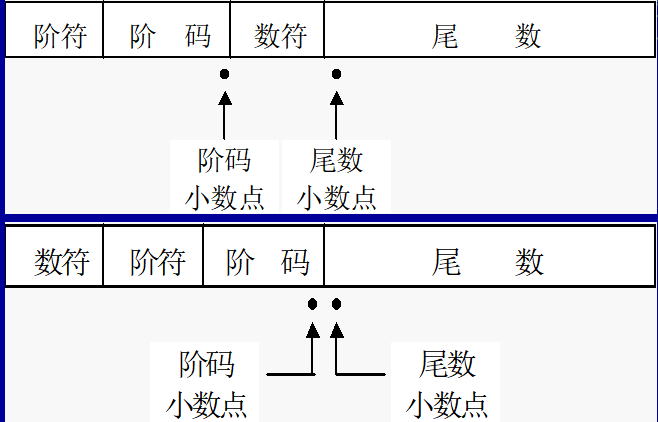 阶符 阶 码 数符 尾 数
阶码 尾数
小数点 小数点
数符 阶符 阶 码 尾 数
阶码 尾数
小数点 小数点